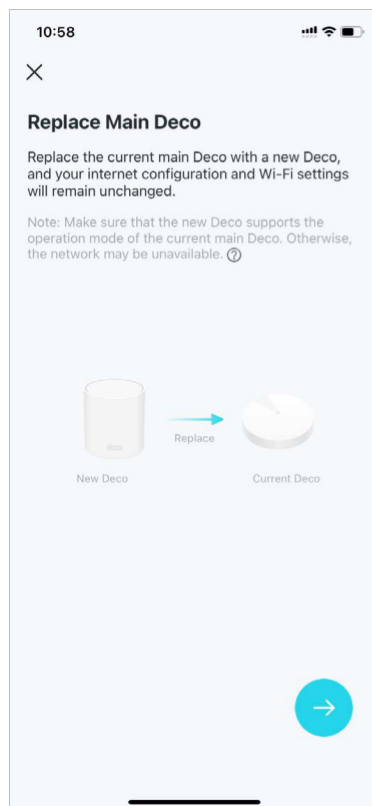 10:58
Replace Main Deco
Replace the current main Deco with a new Deco,
and your internet configuration and Wi-Fi settings
will remain unchanged.
Note: Make sure that the new Deco supports the
operation mode of the current main Deco. Otherwise,
the network may be unavailable. ?
Replace
New Deco
Current Deco